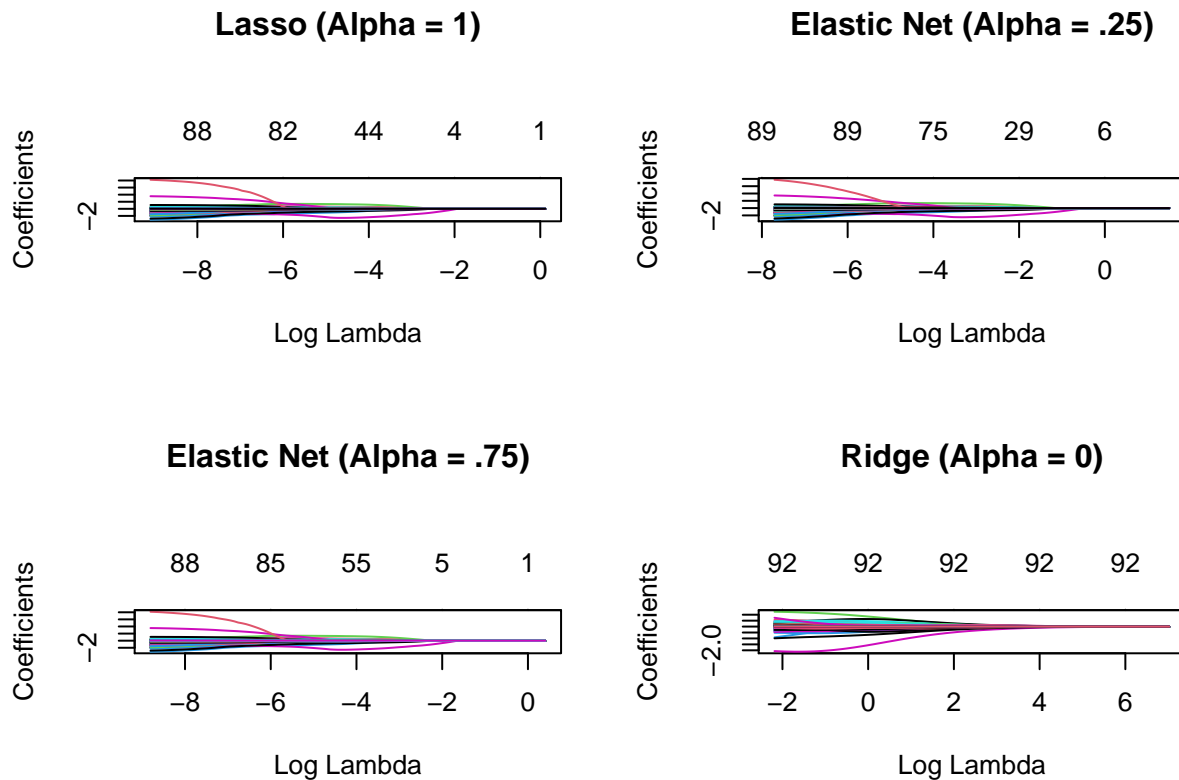 Lasso (Alpha = 1)
88 82 44 4 1
Coefficients
−2
−8 −6 −4 −2 0
Log Lambda
Elastic Net (Alpha = .25)
89 89 75 29 6
Coefficients
−2
−8 −6 −4 −2 0
Log Lambda
Elastic Net (Alpha = .75)
88 85 55 5 1
Coefficients
−2
−8 −6 −4 −2 0
Log Lambda
Ridge (Alpha = 0)
92 92 92 92 92
Coefficients
−2.0
−2 0 2 4 6
Log Lambda